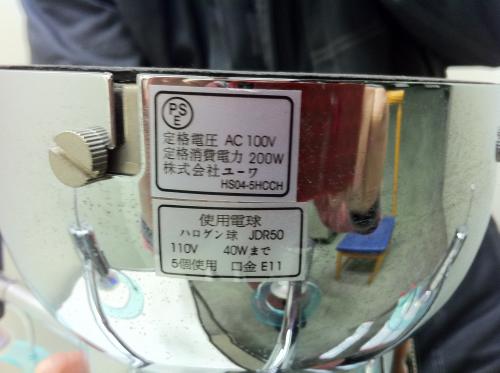 PS
E
定格電圧 AC 100V
定格消費電力 200W
株式会社ユーワ
HS04-5HCCH
使用電球
ハロゲン球 JDR50
110V 40Wまで
5個使用 口金 E11